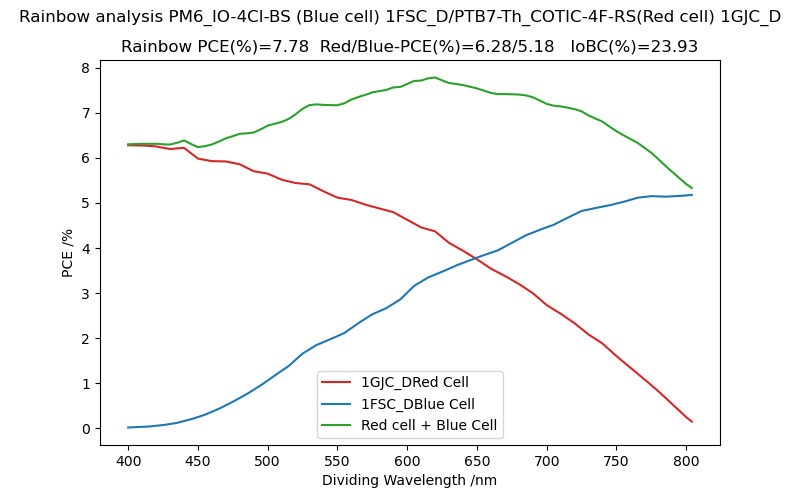 Rainbow analysis PM6_IO-4Cl-BS (Blue cell) 1FSC_D/PTB7-Th_COTIC-4F-RS(Red cell) 1GJC_D
Rainbow PCE(%)=7.78  Red/Blue-PCE(%)=6.28/5.18   IoBC(%)=23.93
8
7
6
5
4
3
2
1
0
PCE /%
1GJC_DRed Cell
1FSC_DBlue Cell
Red cell + Blue Cell
400 450 500 550 600 650 700 750 800
Dividing Wavelength /nm